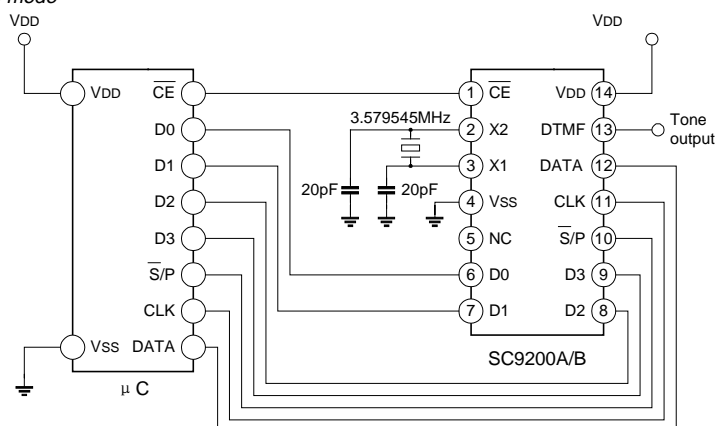 mode
VDD
VDD
VDD
CE
D0
D1
D2
D3
S/P
CLK
VSS DATA
μ C
3.579545MHz
20pF
20pF
1 CE
2 X2
3 X1
4 VSS
5 NC
6 D0
7 D1
VDD 14
DTMF 13
DATA 12
CLK 11
S/P 10
D3 9
D2 8
Tone
output
SC9200A/B